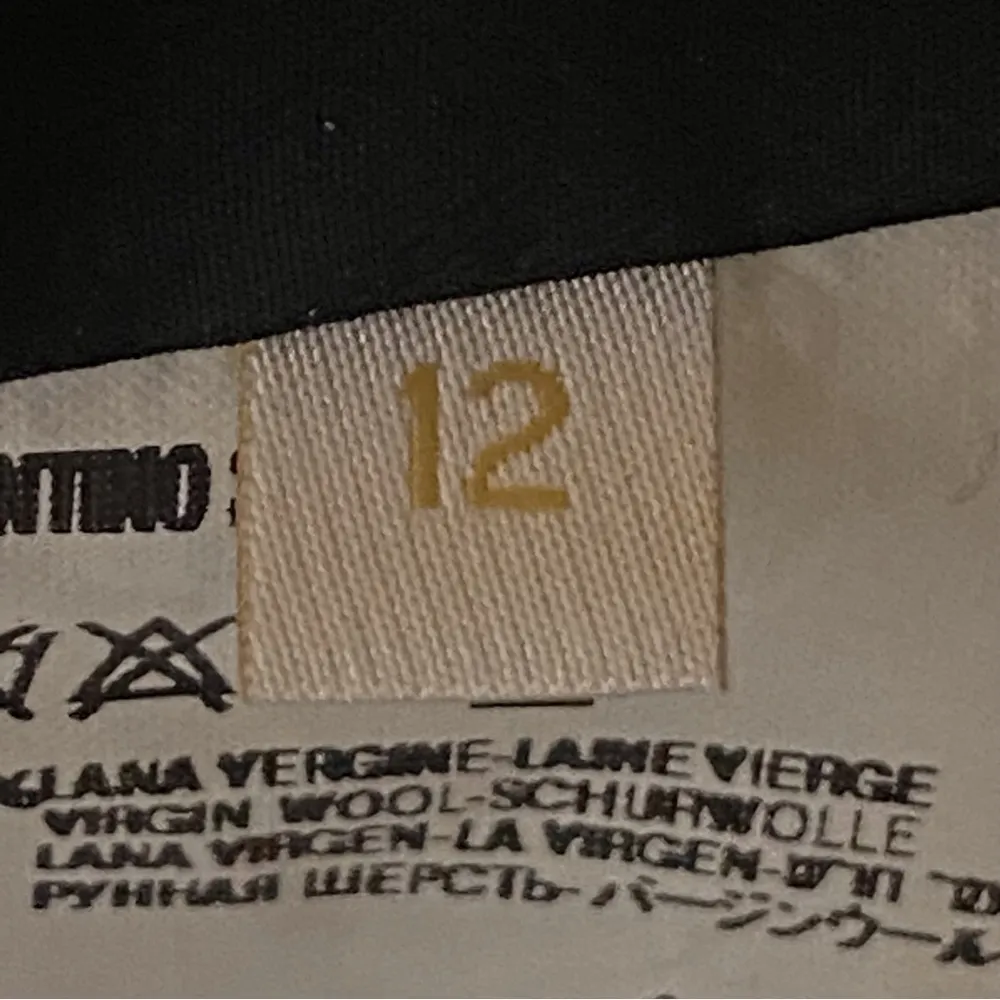 12
NTINO
LANA VERGINE-LAINE VIERGE
VIRGIN WOOL-SCHURWOLLE
LANA VIRGEN-LA VIRGEN-
РУННАЯ ШЕРСТЬ-バージンウール